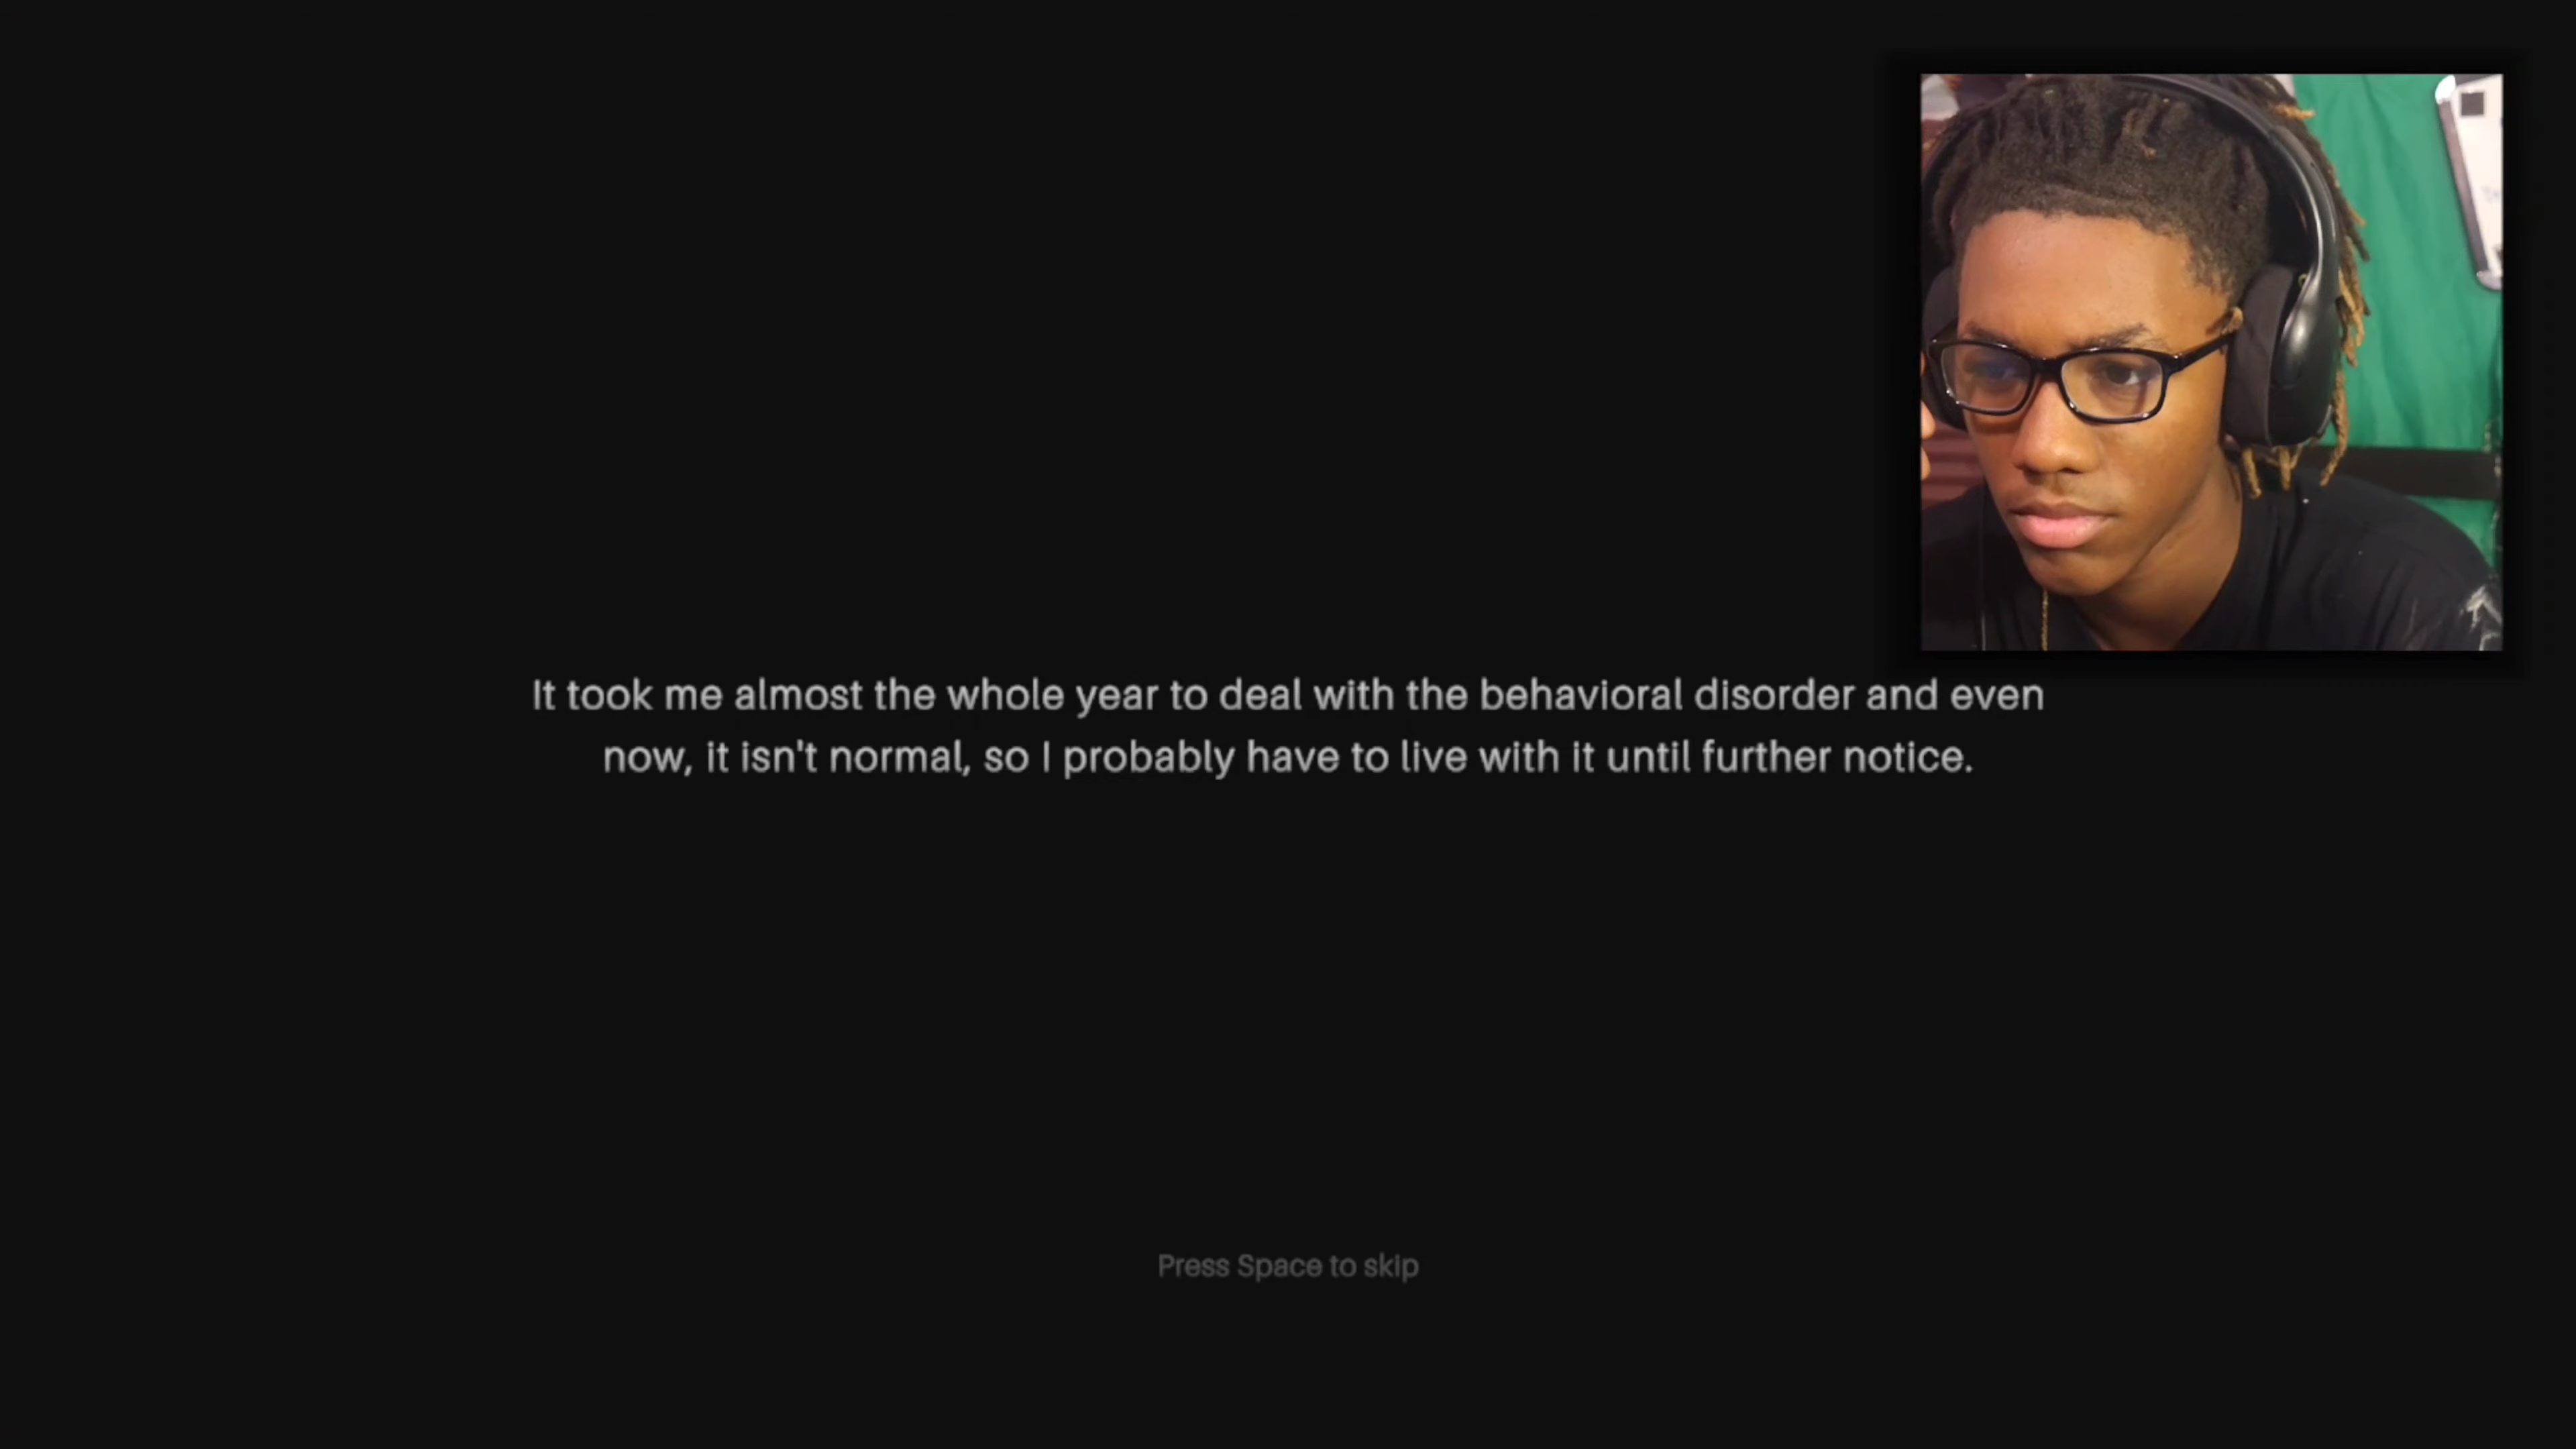 It took me almost the whole year to deal with the behavioral disorder and even
now, it isn't normal, so I probably have to live with it until further notice.
Press Space to skip